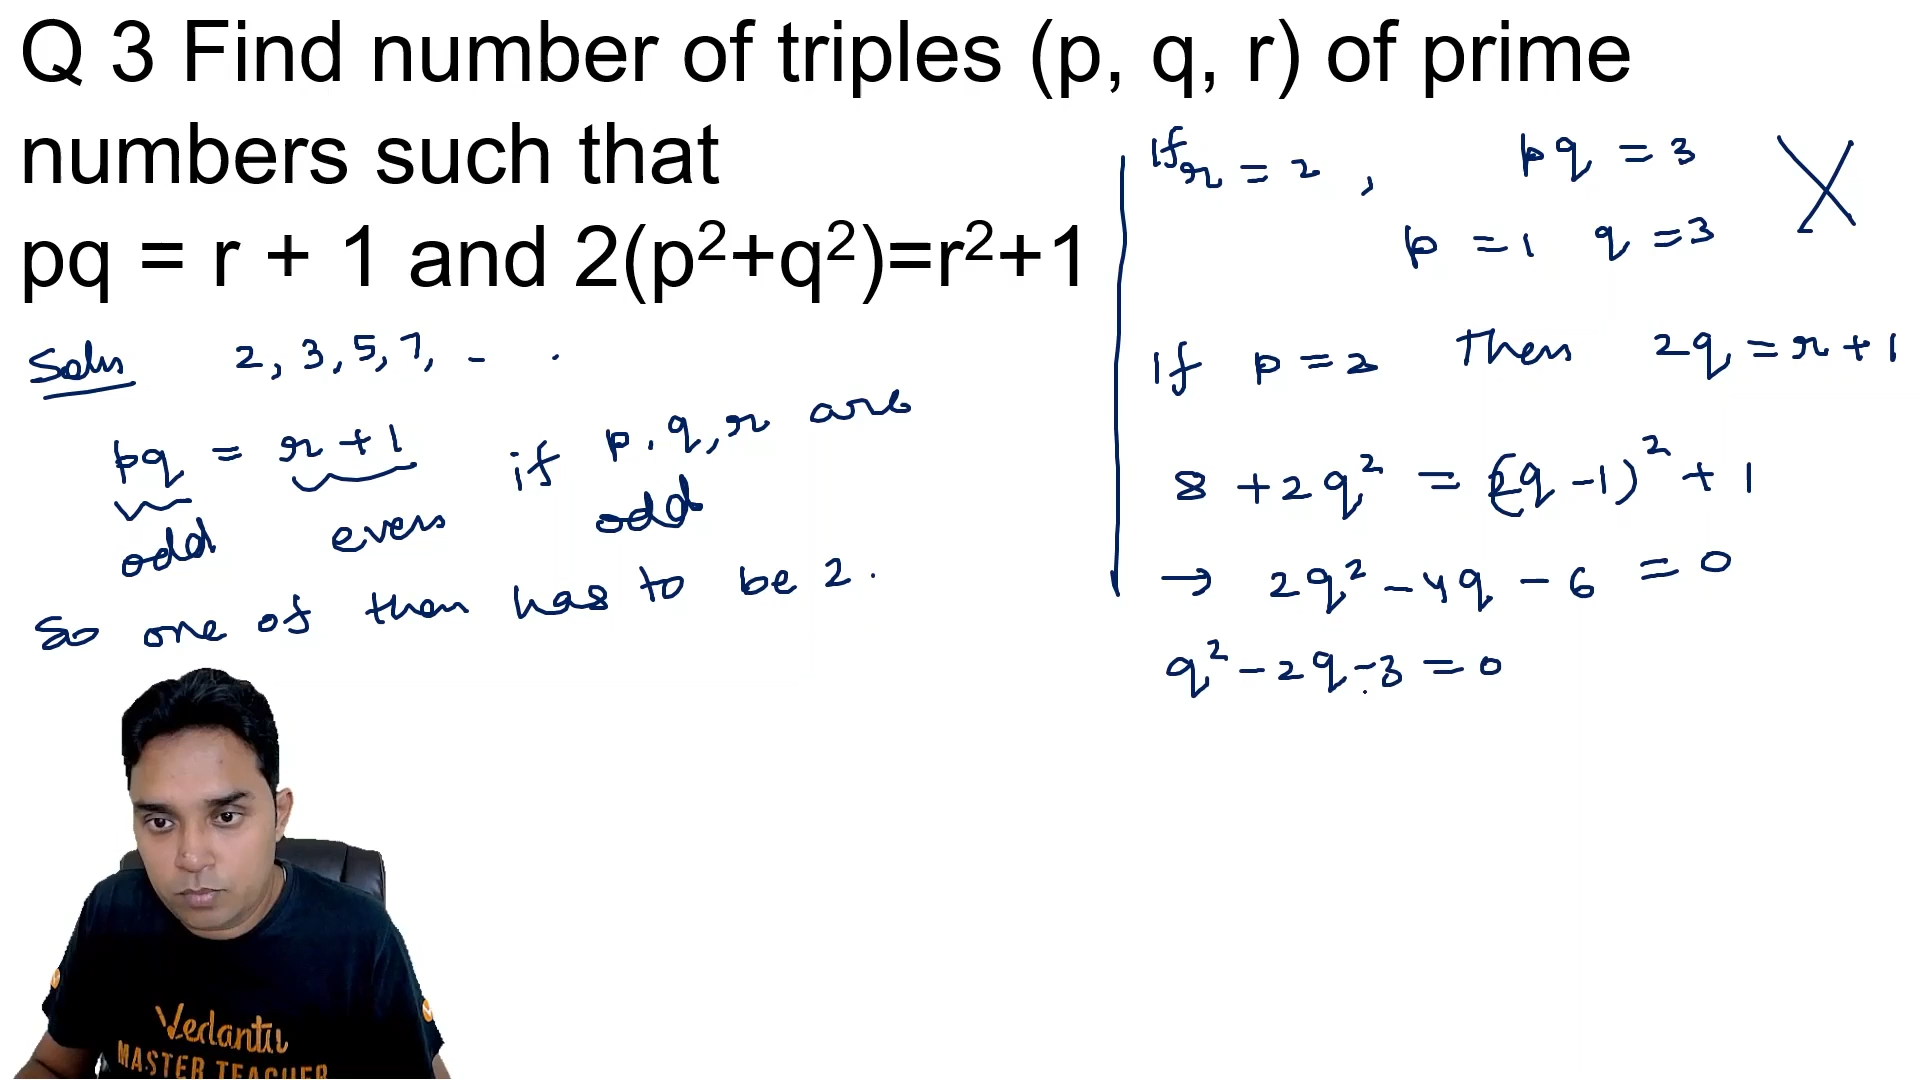 Q 3 Find number of triples (p, q, r) of prime
numbers such that
pq = r + 1 and 2(p²+q²)=r²+1
Soln 2, 3, 5, 7, - .
pq = r + 1 if p, q, r are
odd even odd
So one of them has to be 2.
If r = 2, pq = 3
p = 1 q = 3
If p = 2 Then 2q = r + 1
8 + 2q² = (2q - 1)² + 1
→ 2q² - 4q - 6 = 0
q² - 2q - 3 = 0
Vedantu
MASTER TEACHER